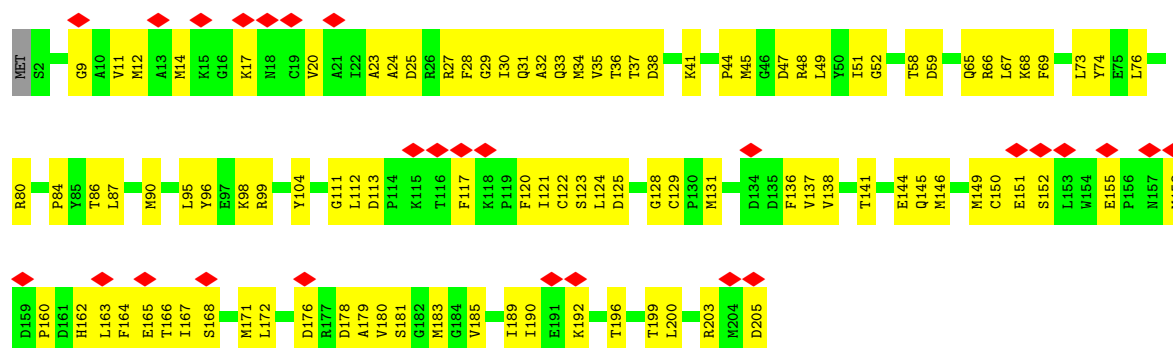 MET S2 G9 A10 V11 M12 A13 M14 K15 G16 K17 N18 C19 V20 A21 I22 A23 A24 D25 R26 R27 F28 G29 I30 Q31 A32 Q33 M34 V35 T36 T37 D38 K41 P44 M45 G46 D47 R48 L49 Y50 I51 G52 T58 D59 Q65 R66 L67 K68 F69 L73 Y74 E75 L76
R80 P84 Y85 T86 L87 M90 L95 Y96 E97 K98 R99 Y104 G111 L112 D113 P114 K115 T116 F117 K118 P119 F120 I121 C122 S123 L124 D125 G128 C129 P130 M131 D134 D135 F136 V137 V138 T141 E144 Q145 M146 M149 C150 E151 S152 L153 W154 E155 P156 N157
D159 P160 D161 H162 L163 F164 E165 T166 I167 S168 M171 L172 D176 R177 D178 A179 V180 S181 G182 M183 G184 V185 I189 I190 E191 K192 T196 T199 L200 R203 M204 D205